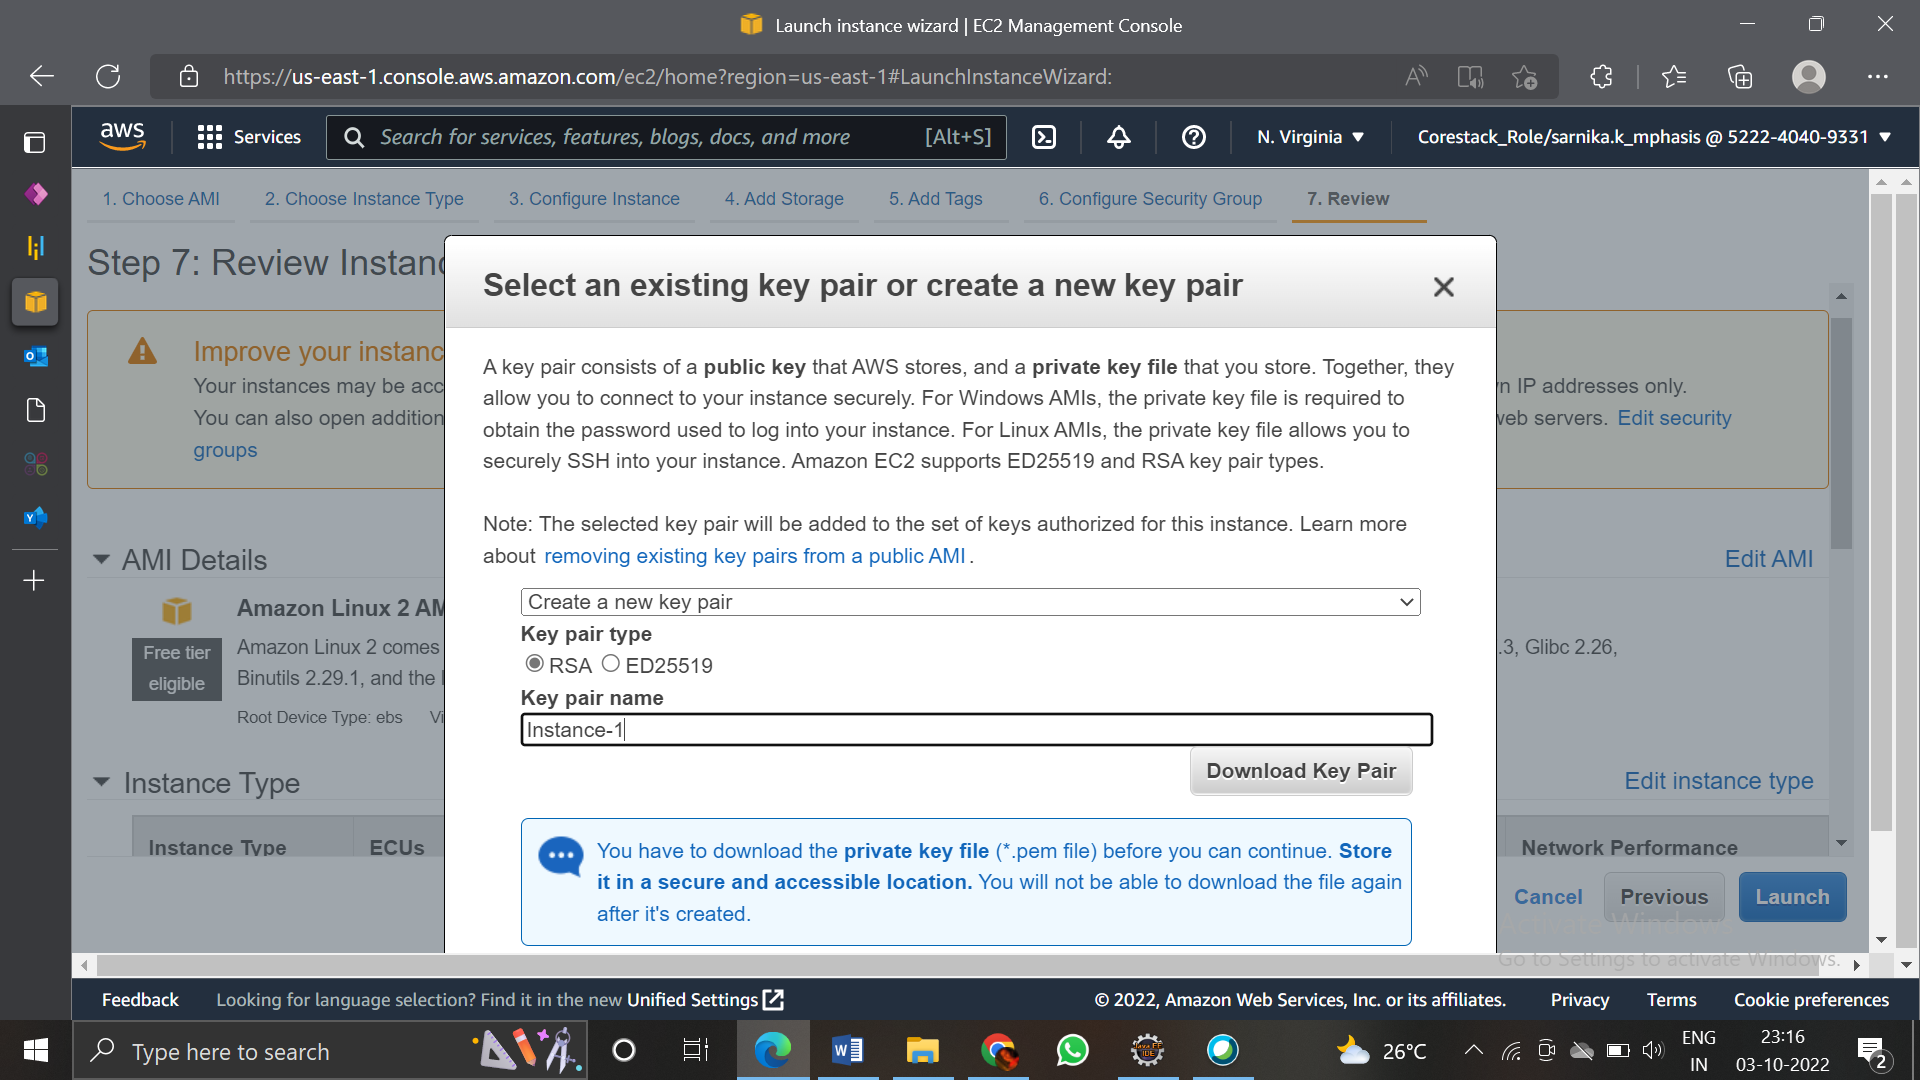 Launch instance wizard | EC2 Management Console
https://us-east-1.console.aws.amazon.com/ec2/home?region=us-east-1#LaunchInstanceWizard:
aws
Services
Search for services, features, blogs, docs, and more
[Alt+S]
N. Virginia
Corestack_Role/sarnika.k_mphasis @ 5222-4040-9331
1. Choose AMI
2. Choose Instance Type
3. Configure Instance
4. Add Storage
5. Add Tags
6. Configure Security Group
7. Review
Step 7: Review Instanc
Improve your instanc
Your instances may be acc
n IP addresses only.
You can also open addition
web servers. Edit security
groups
Select an existing key pair or create a new key pair
A key pair consists of a public key that AWS stores, and a private key file that you store. Together, they
allow you to connect to your instance securely. For Windows AMIs, the private key file is required to
obtain the password used to log into your instance. For Linux AMIs, the private key file allows you to
securely SSH into your instance. Amazon EC2 supports ED25519 and RSA key pair types.
Note: The selected key pair will be added to the set of keys authorized for this instance. Learn more
about removing existing key pairs from a public AMI.
Create a new key pair
Key pair type
RSA
ED25519
Key pair name
Instance-1
Download Key Pair
You have to download the private key file (*.pem file) before you can continue. Store
it in a secure and accessible location. You will not be able to download the file again
after it's created.
AMI Details
Edit AMI
Free tier
eligible
Amazon Linux 2 AM
Amazon Linux 2 comes
.3, Glibc 2.26,
Binutils 2.29.1, and the
Root Device Type: ebs
Vi
Instance Type
Edit instance type
Instance Type
ECUs
Network Performance
Cancel
Previous
Launch
Activate Windows
Go to Settings to activate Windows.
Feedback
Looking for language selection? Find it in the new Unified Settings
© 2022, Amazon Web Services, Inc. or its affiliates.
Privacy
Terms
Cookie preferences
Type here to search
26°C
ENG
IN
23:16
03-10-2022
2